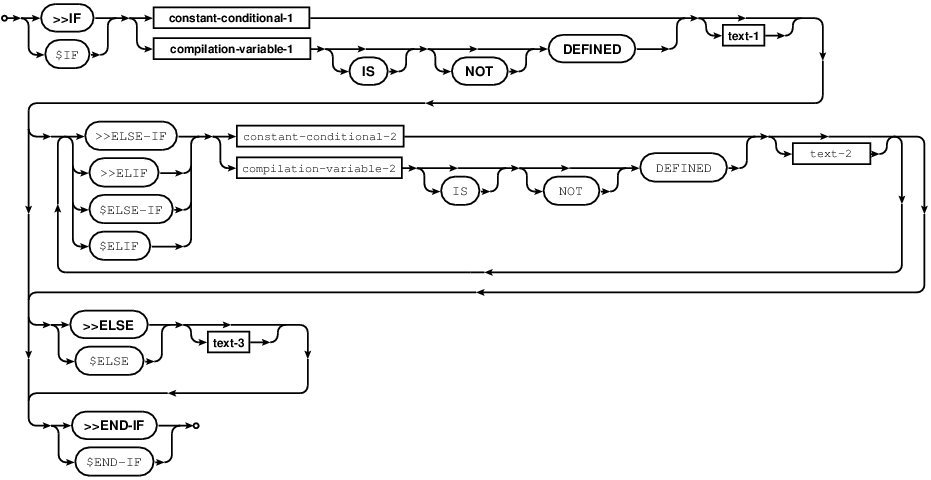 >>IF constant-conditional-1 text-1
$IF compilation-variable-1 IS NOT DEFINED
>>ELSE-IF constant-conditional-2 text-2
>>ELIF compilation-variable-2 IS NOT DEFINED
$ELSE-IF
$ELIF
>>ELSE text-3
$ELSE
>>END-IF
$END-IF